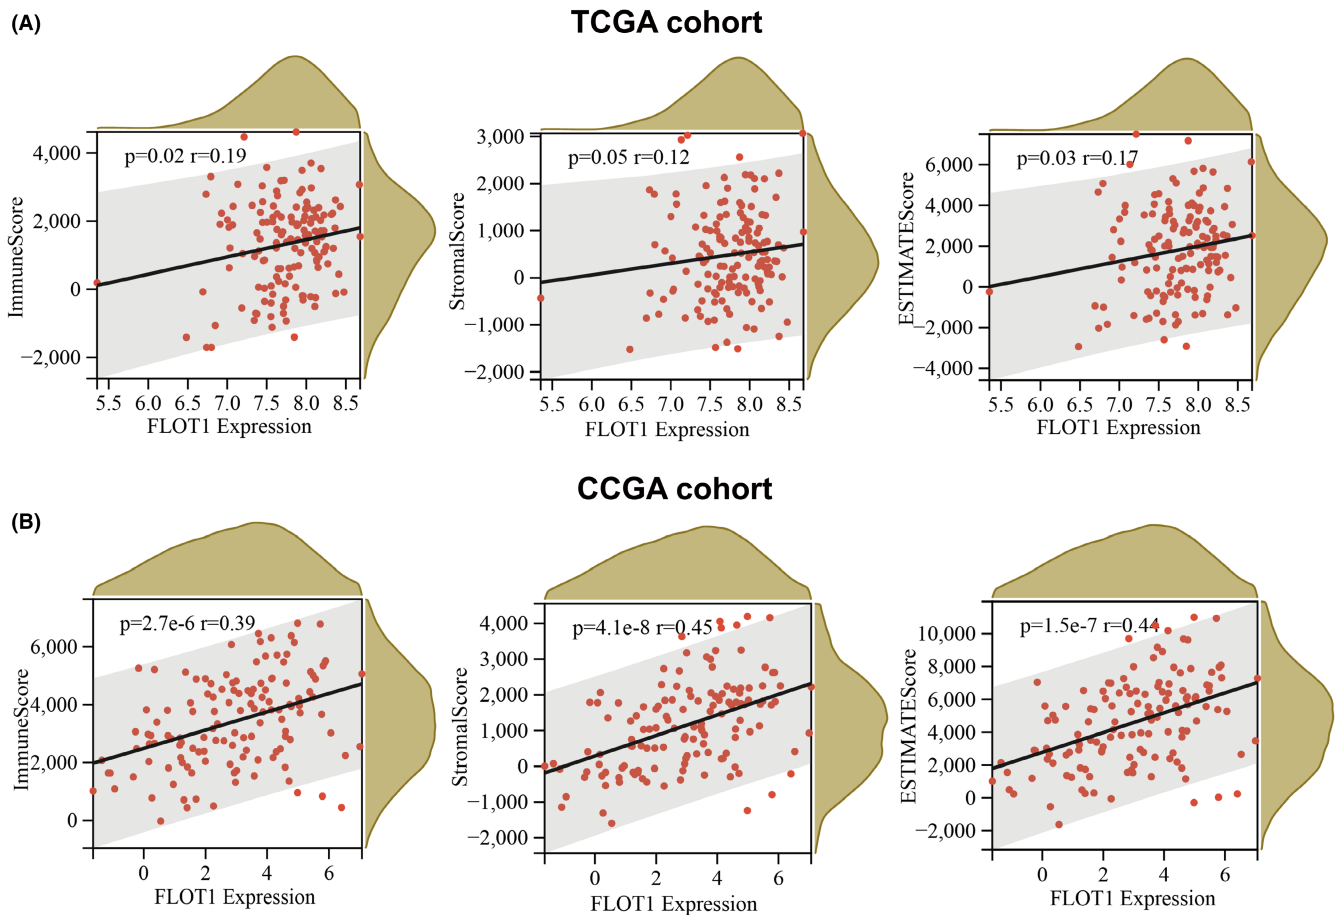 (A)
TCGA cohort
p=0.02 r=0.19
ImmuneScore
4,000
2,000
0
−2,000
5.5 6.0 6.5 7.0 7.5 8.0 8.5
FLOT1 Expression
p=0.05 r=0.12
StromalScore
3,000
2,000
1,000
0
−1,000
−2,000
5.5 6.0 6.5 7.0 7.5 8.0 8.5
FLOT1 Expression
p=0.03 r=0.17
ESTIMATEScore
6,000
4,000
2,000
0
−2,000
−4,000
5.5 6.0 6.5 7.0 7.5 8.0 8.5
FLOT1 Expression
(B)
CCGA cohort
p=2.7e-6 r=0.39
ImmuneScore
6,000
4,000
2,000
0
0 2 4 6
FLOT1 Expression
p=4.1e-8 r=0.45
StromalScore
4,000
3,000
2,000
1,000
0
−1,000
−2,000
0 2 4 6
FLOT1 Expression
p=1.5e-7 r=0.44
ESTIMATEScore
10,000
8,000
6,000
4,000
2,000
0
−2,000
0 2 4 6
FLOT1 Expression